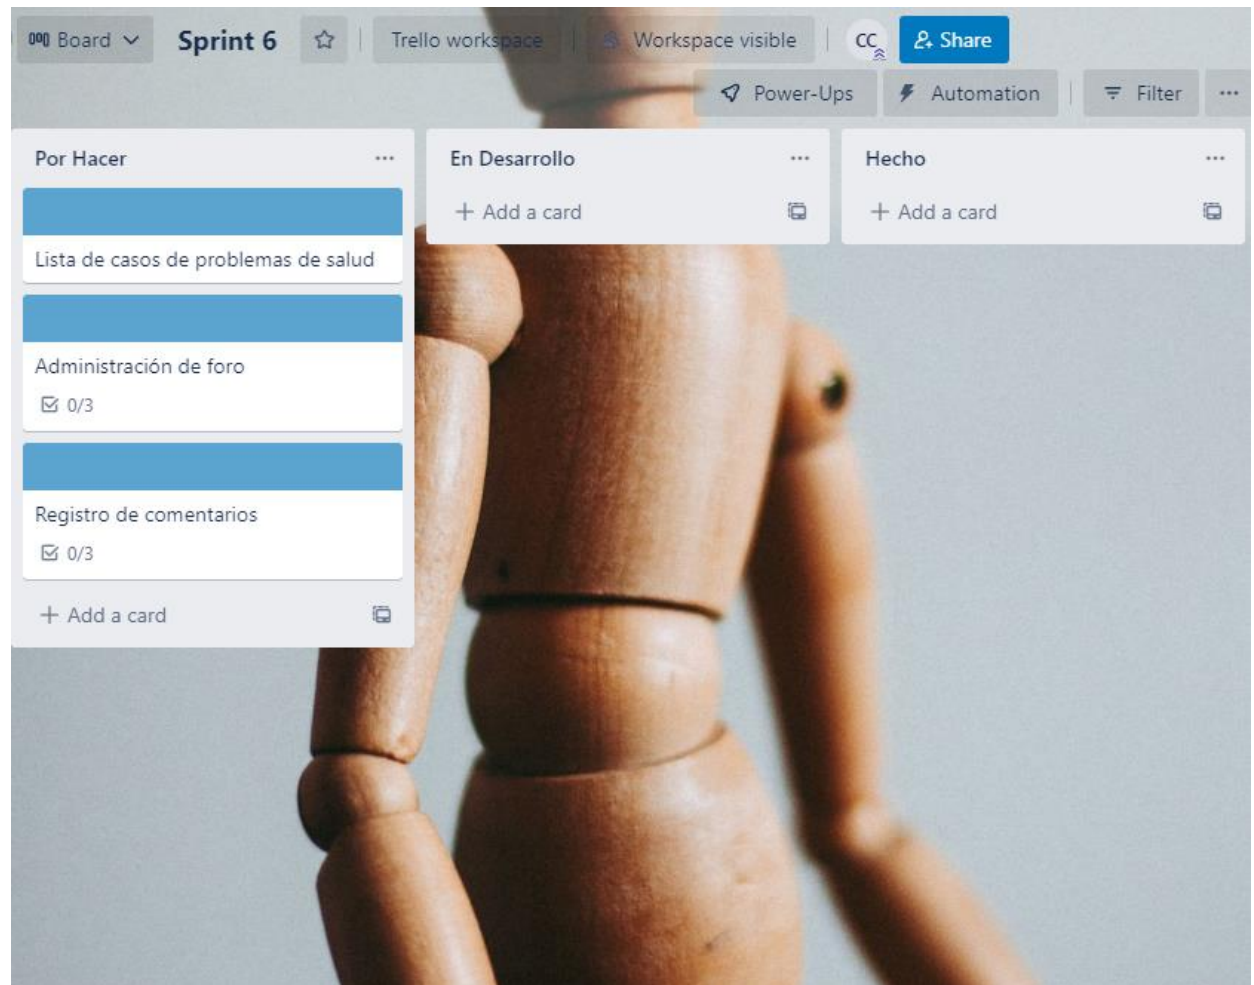 Board
Sprint 6
Trello workspace
Workspace visible
CC
Share
Power-Ups
Automation
Filter
Por Hacer
Lista de casos de problemas de salud
Administración de foro
0/3
Registro de comentarios
0/3
+ Add a card
En Desarrollo
+ Add a card
Hecho
+ Add a card